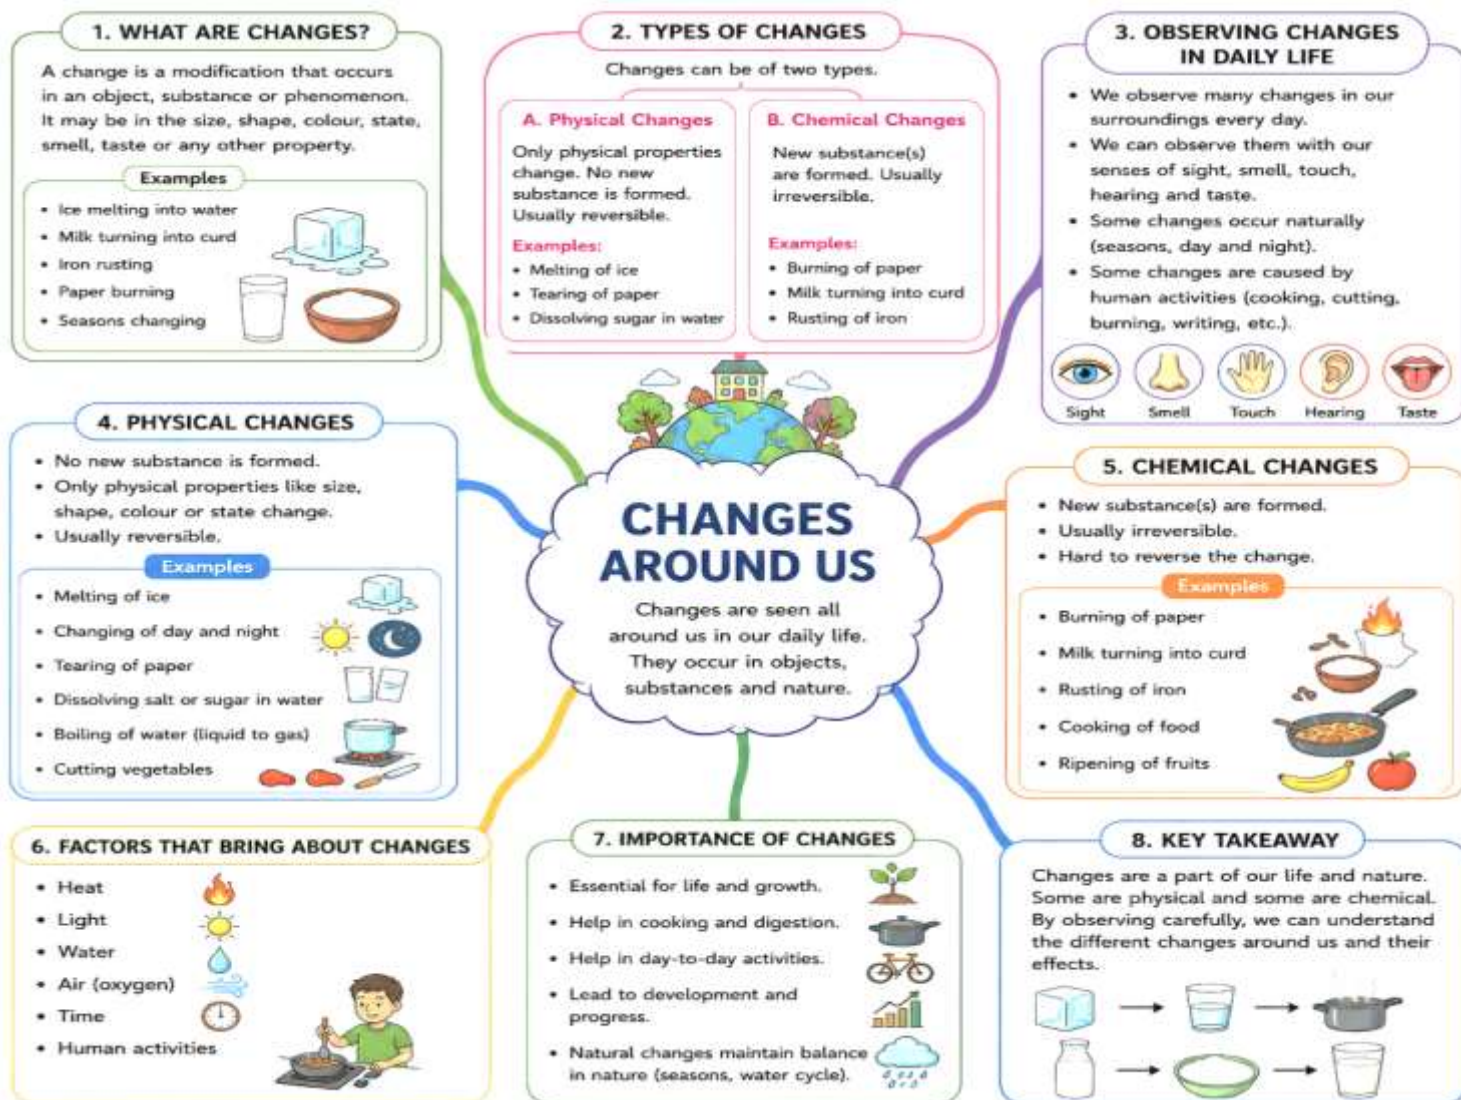 1. WHAT ARE CHANGES?
A change is a modification that occurs
in an object, substance or phenomenon.
It may be in the size, shape, colour, state,
smell, taste or any other property.
Examples
• Ice melting into water
• Milk turning into curd
• Iron rusting
• Paper burning
• Seasons changing
2. TYPES OF CHANGES
Changes can be of two types.
A. Physical Changes
Only physical properties
change. No new
substance is formed.
Usually reversible.
Examples:
• Melting of ice
• Tearing of paper
• Dissolving sugar in water
B. Chemical Changes
New substance(s)
are formed. Usually
irreversible.
Examples:
• Burning of paper
• Milk turning into curd
• Rusting of iron
3. OBSERVING CHANGES
IN DAILY LIFE
• We observe many changes in our
surroundings every day.
• We can observe them with our
senses of sight, smell, touch,
hearing and taste.
• Some changes occur naturally
(seasons, day and night).
• Some changes are caused by
human activities (cooking, cutting,
burning, writing, etc.).
Sight Smell Touch Hearing Taste
CHANGES
AROUND US
Changes are seen all
around us in our daily life.
They occur in objects,
substances and nature.
4. PHYSICAL CHANGES
• No new substance is formed.
• Only physical properties like size,
shape, colour or state change.
• Usually reversible.
Examples
• Melting of ice
• Changing of day and night
• Tearing of paper
• Dissolving salt or sugar in water
• Boiling of water (liquid to gas)
• Cutting vegetables
5. CHEMICAL CHANGES
• New substance(s) are formed.
• Usually irreversible.
• Hard to reverse the change.
Examples
• Burning of paper
• Milk turning into curd
• Rusting of iron
• Cooking of food
• Ripening of fruits
6. FACTORS THAT BRING ABOUT CHANGES
• Heat
• Light
• Water
• Air (oxygen)
• Time
• Human activities
7. IMPORTANCE OF CHANGES
• Essential for life and growth.
• Help in cooking and digestion.
• Help in day-to-day activities.
• Lead to development and
progress.
• Natural changes maintain balance
in nature (seasons, water cycle).
8. KEY TAKEAWAY
Changes are a part of our life and nature.
Some are physical and some are chemical.
By observing carefully, we can understand
the different changes around us and their
effects.